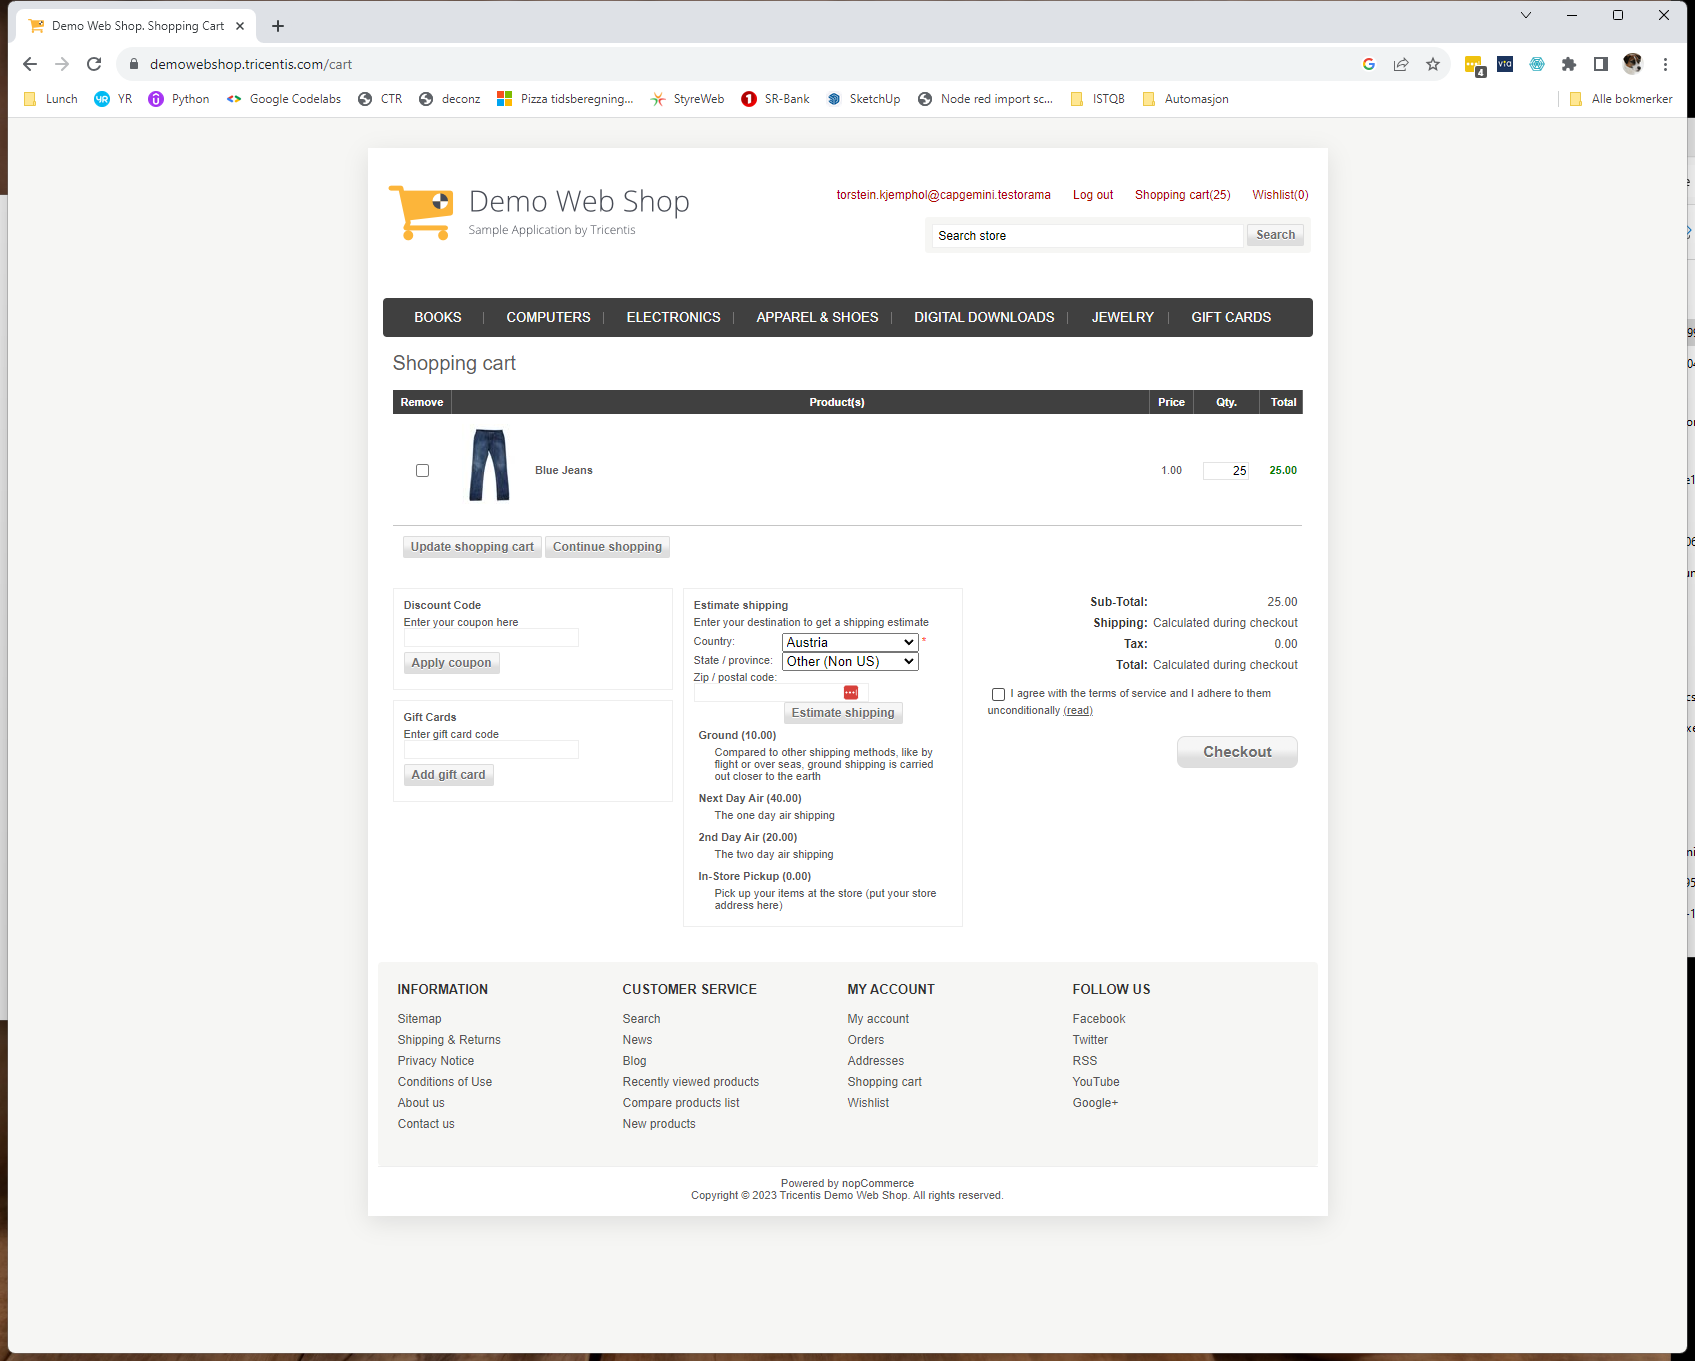 Demo Web Shop. Shopping Cart
demowebshop.tricentis.com/cart
4
vta
Lunch
YR
Python
Google Codelabs
CTR
deconz
Pizza tidsberegning...
StyreWeb
SR-Bank
SketchUp
Node red import sc...
ISTQB
Automasjon
Alle bokmerker
Demo Web Shop
Sample Application by Tricentis
torstein.kjemphol@capgemini.testorama Log out Shopping cart(25) Wishlist(0)
Search store Search
BOOKS COMPUTERS ELECTRONICS APPAREL & SHOES DIGITAL DOWNLOADS JEWELRY GIFT CARDS
Shopping cart
Remove Product(s) Price Qty. Total
Blue Jeans 1.00 25 25.00
Update shopping cart Continue shopping
Discount Code
Enter your coupon here
Apply coupon
Gift Cards
Enter gift card code
Add gift card
Estimate shipping
Enter your destination to get a shipping estimate
Country: Austria *
State / province: Other (Non US)
Zip / postal code:
Estimate shipping
Ground (10.00)
Compared to other shipping methods, like by
flight or over seas, ground shipping is carried
out closer to the earth
Next Day Air (40.00)
The one day air shipping
2nd Day Air (20.00)
The two day air shipping
In-Store Pickup (0.00)
Pick up your items at the store (put your store
address here)
Sub-Total: 25.00
Shipping: Calculated during checkout
Tax: 0.00
Total: Calculated during checkout
I agree with the terms of service and I adhere to them
unconditionally (read)
Checkout
INFORMATION
Sitemap
Shipping & Returns
Privacy Notice
Conditions of Use
About us
Contact us
CUSTOMER SERVICE
Search
News
Blog
Recently viewed products
Compare products list
New products
MY ACCOUNT
My account
Orders
Addresses
Shopping cart
Wishlist
FOLLOW US
Facebook
Twitter
RSS
YouTube
Google+
Powered by nopCommerce
Copyright © 2023 Tricentis Demo Web Shop. All rights reserved.